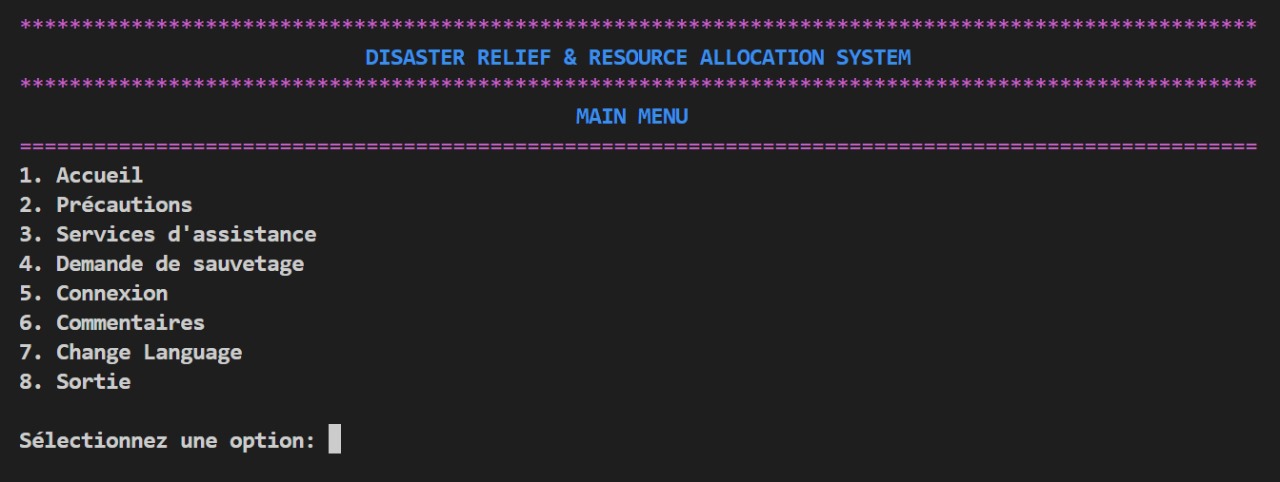 ****************************************************************************************************
DISASTER RELIEF & RESOURCE ALLOCATION SYSTEM
****************************************************************************************************
MAIN MENU
====================================================================================================
1. Accueil
2. Précautions
3. Services d'assistance
4. Demande de sauvetage
5. Connexion
6. Commentaires
7. Change Language
8. Sortie
Sélectionnez une option: